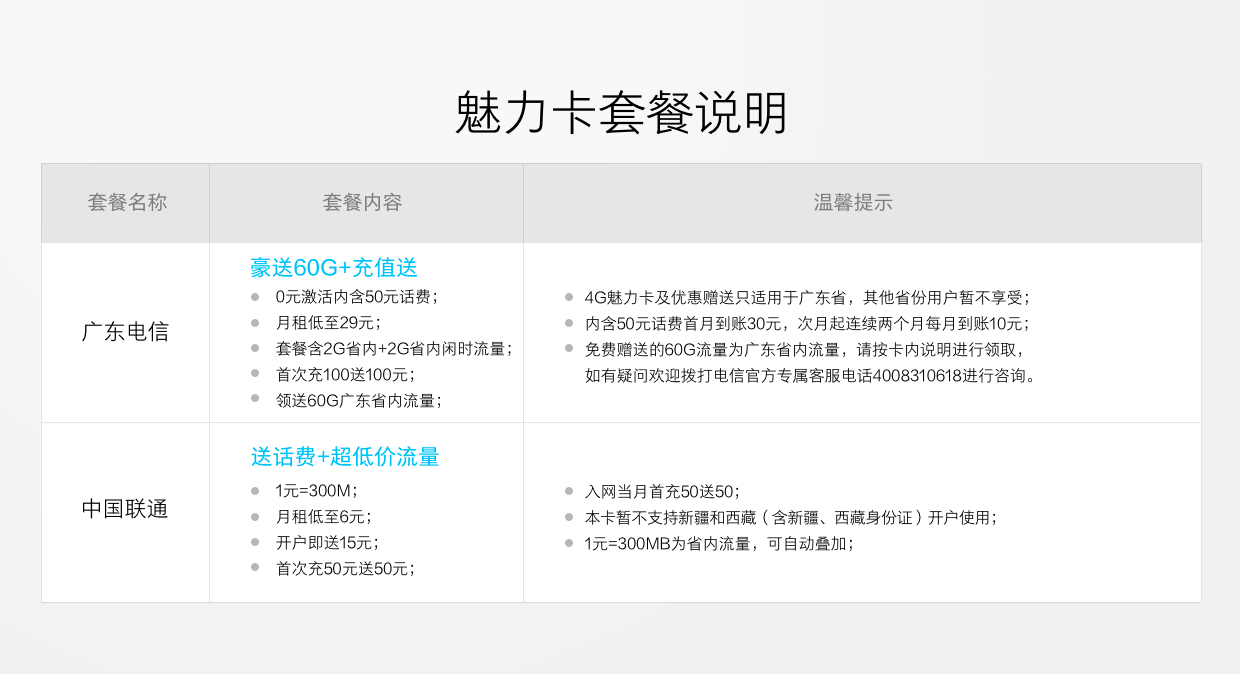 魅力卡套餐说明
套餐名称
套餐内容
温馨提示
广东电信
豪送60G+充值送
0元激活内含50元话费；
月租低至29元；
套餐含2G省内+2G省内闲时流量；
首次充100送100元；
领送60G广东省内流量；
4G魅力卡及优惠赠送只适用于广东省，其他省份用户暂不享受；
内含50元话费首月到账30元，次月起连续两个月每月到账10元；
免费赠送的60G流量为广东省内流量，请按卡内说明进行领取，
如有疑问欢迎拨打电信官方专属客服电话4008310618进行咨询。
中国联通
送话费+超低价流量
1元=300M；
月租低至6元；
开户即送15元；
首次充50元送50元；
入网当月首充50送50；
本卡暂不支持新疆和西藏（含新疆、西藏身份证）开户使用；
1元=300MB为省内流量，可自动叠加；